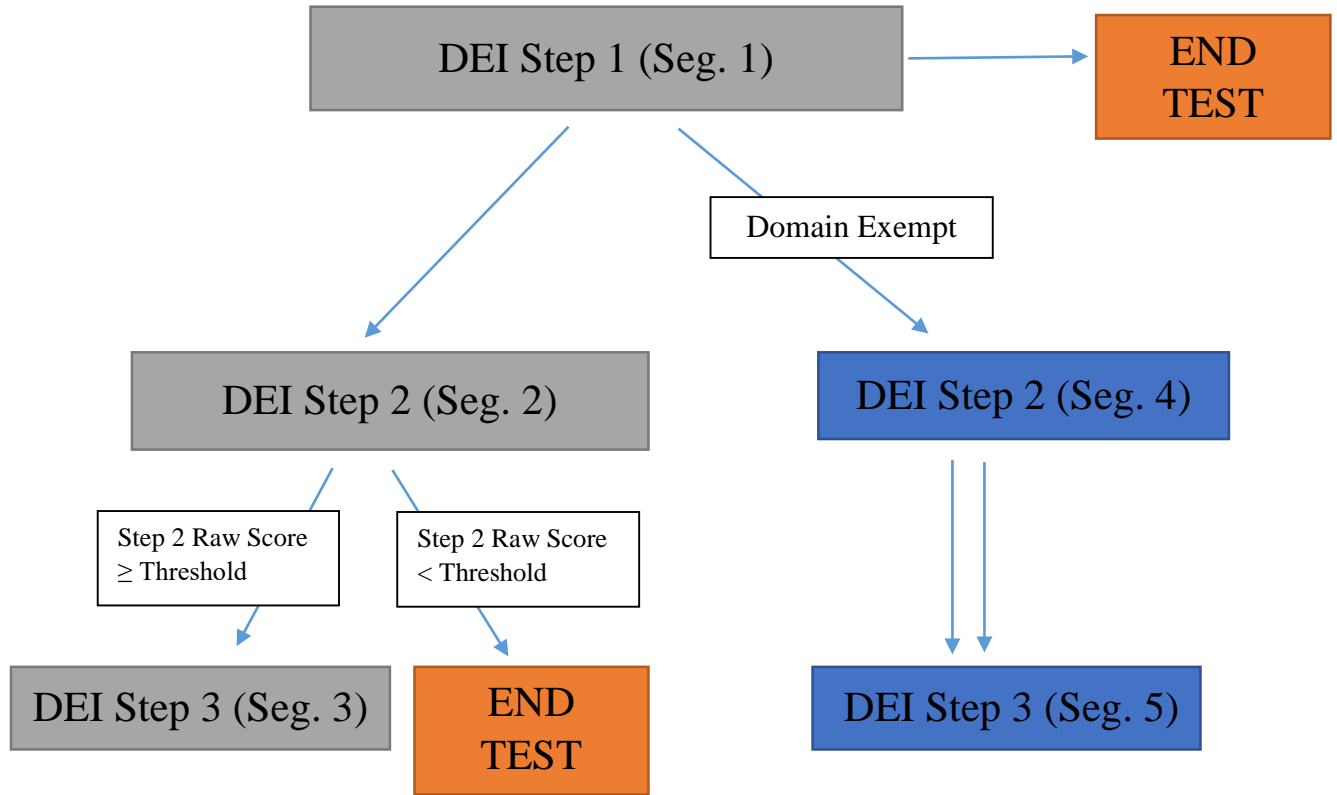 DEI Step 1 (Seg. 1)
END
TEST
Domain Exempt
DEI Step 2 (Seg. 2)
DEI Step 2 (Seg. 4)
Step 2 Raw Score
≥ Threshold
Step 2 Raw Score
< Threshold
DEI Step 3 (Seg. 3)
END
TEST
DEI Step 3 (Seg. 5)